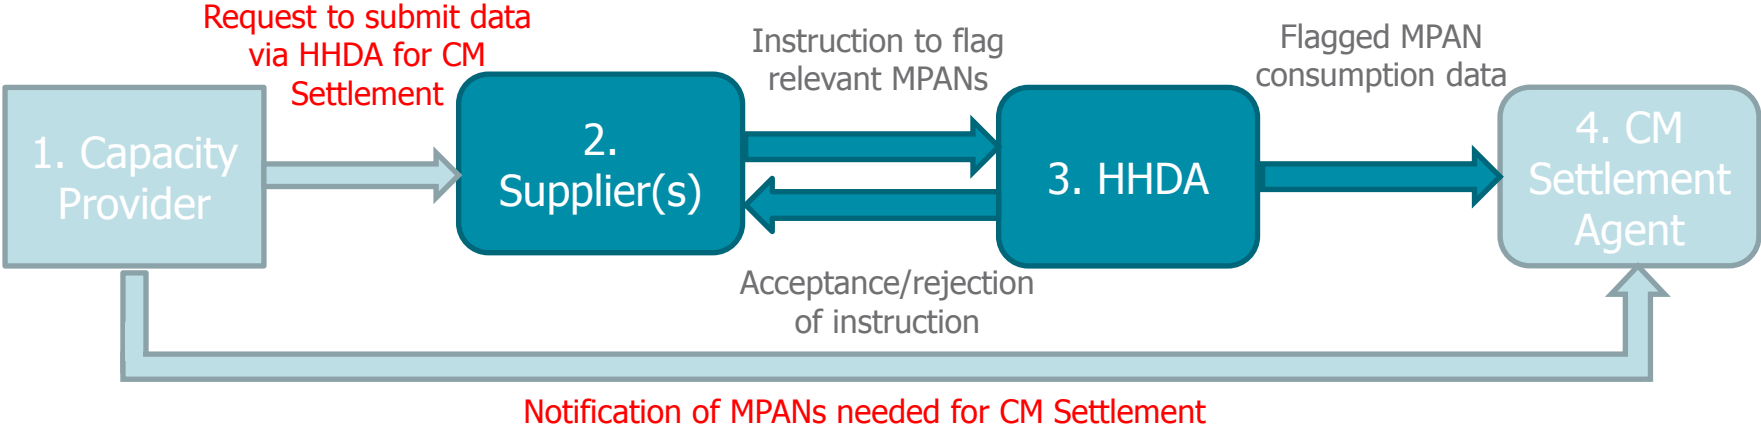 Request to submit data
via HHDA for CM
Settlement
Instruction to flag
relevant MPANs
Flagged MPAN
consumption data
1. Capacity
Provider
2.
Supplier(s)
3. HHDA
4. CM
Settlement
Agent
Acceptance/rejection
of instruction
Notification of MPANs needed for CM Settlement